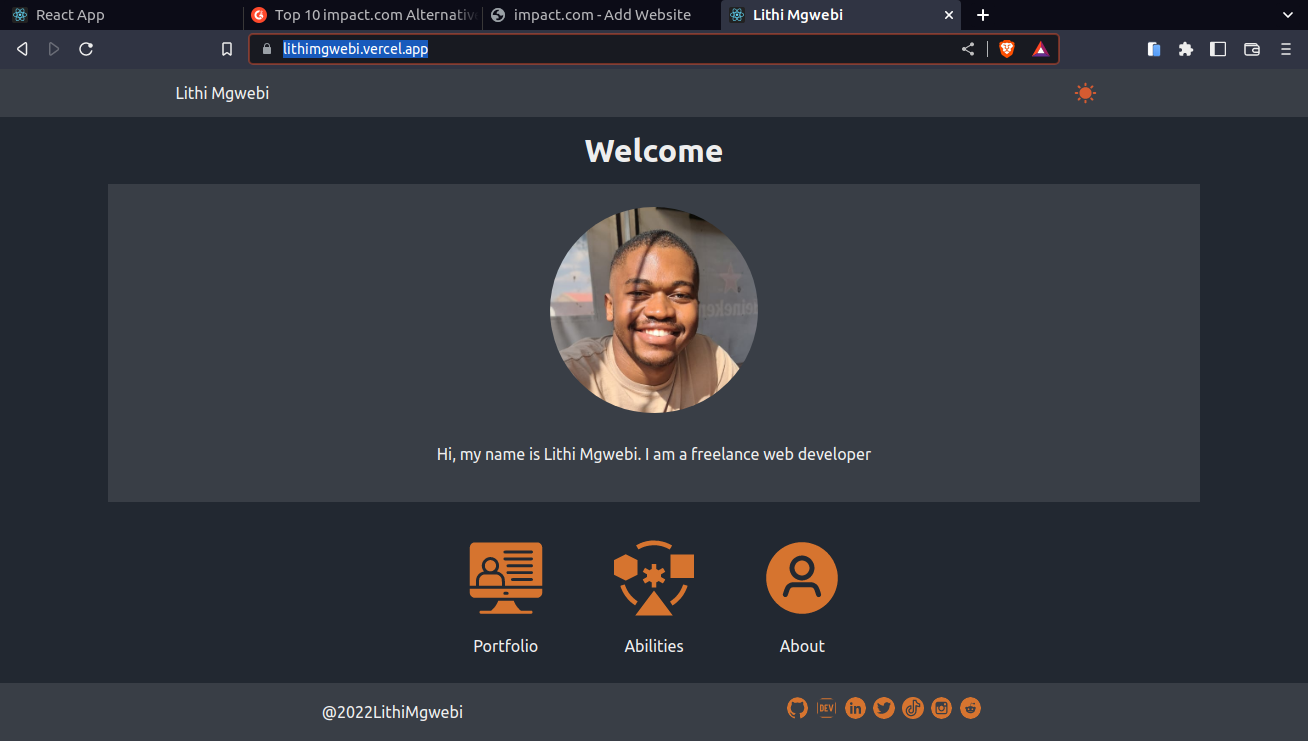 React App
Top 10 impact.com Alternativ
impact.com - Add Website
Lithi Mgwebi
lithimgwebi.vercel.app
Lithi Mgwebi
Welcome
Hi, my name is Lithi Mgwebi. I am a freelance web developer
Portfolio
Abilities
About
@2022LithiMgwebi
DEV
in